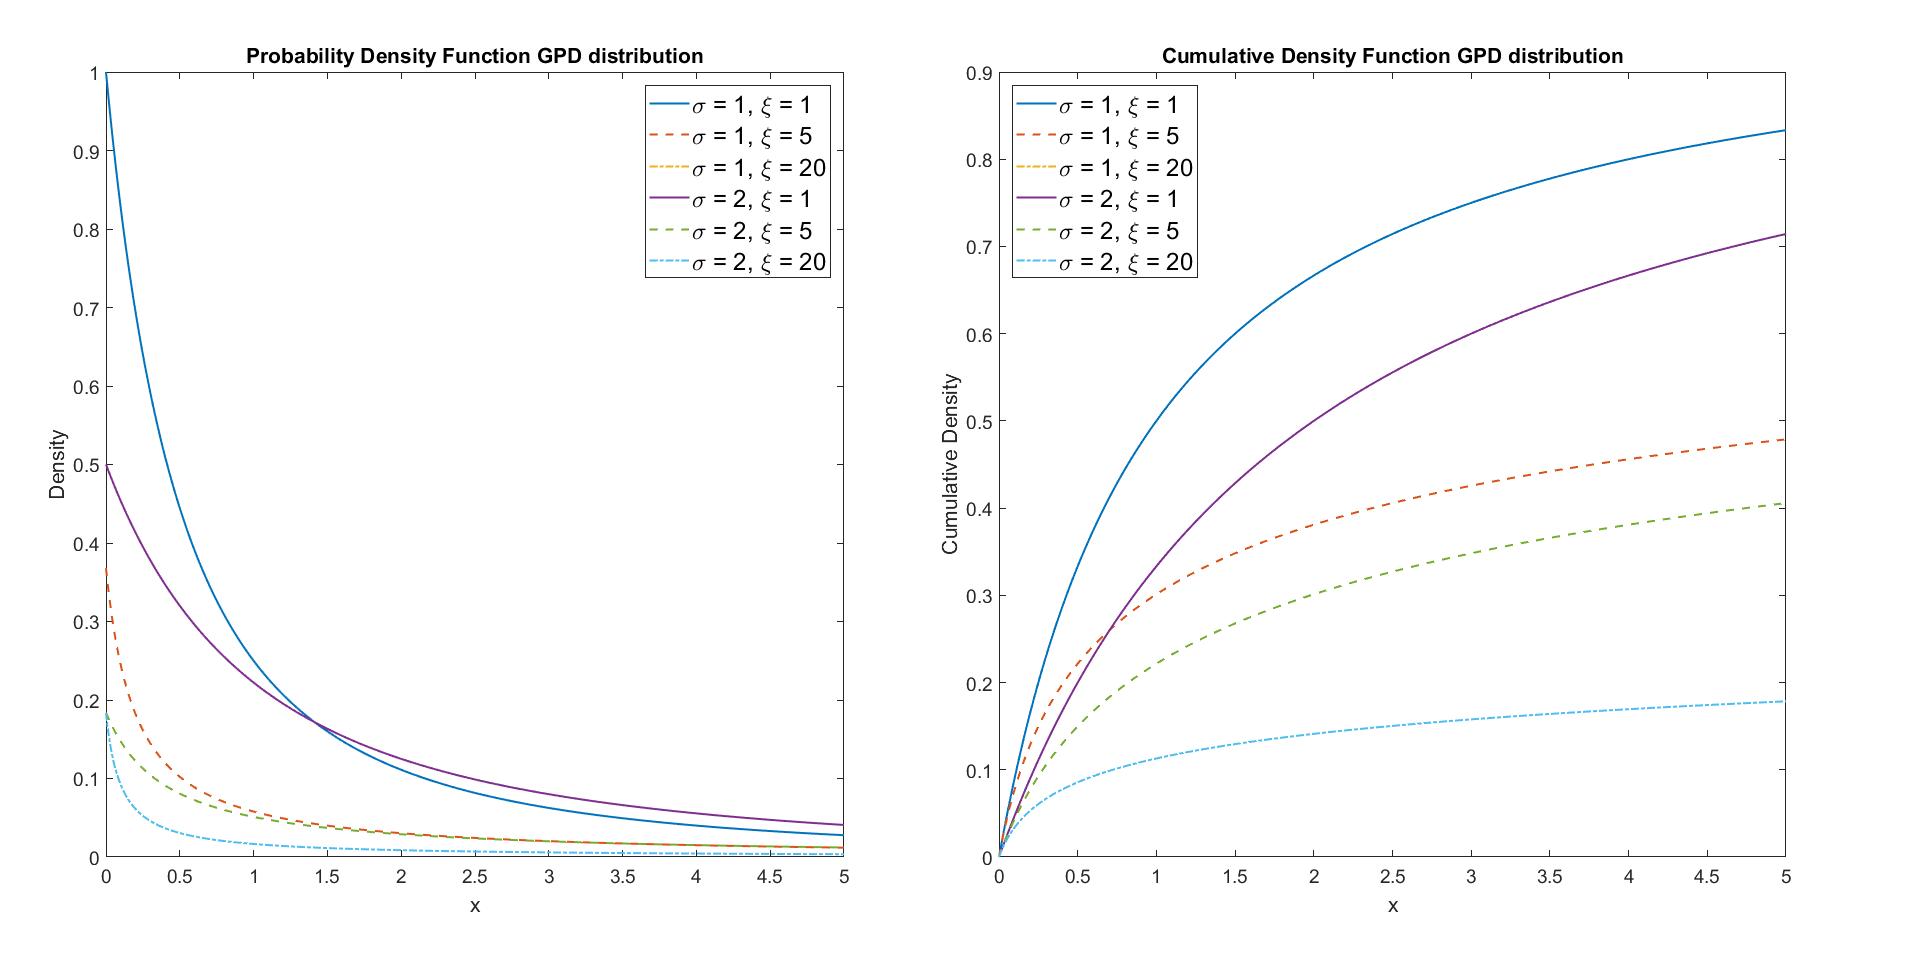 Probability Density Function GPD distribution
1
0.9
0.8
0.7
0.6
0.5
0.4
0.3
0.2
0.1
0
Density
σ = 1, ξ = 1
σ = 1, ξ = 5
σ = 1, ξ = 20
σ = 2, ξ = 1
σ = 2, ξ = 5
σ = 2, ξ = 20
0 0.5 1 1.5 2 2.5 3 3.5 4 4.5 5
x
Cumulative Density Function GPD distribution
0.9
0.8
0.7
0.6
0.5
0.4
0.3
0.2
0.1
0
Cumulative Density
σ = 1, ξ = 1
σ = 1, ξ = 5
σ = 1, ξ = 20
σ = 2, ξ = 1
σ = 2, ξ = 5
σ = 2, ξ = 20
0 0.5 1 1.5 2 2.5 3 3.5 4 4.5 5
x